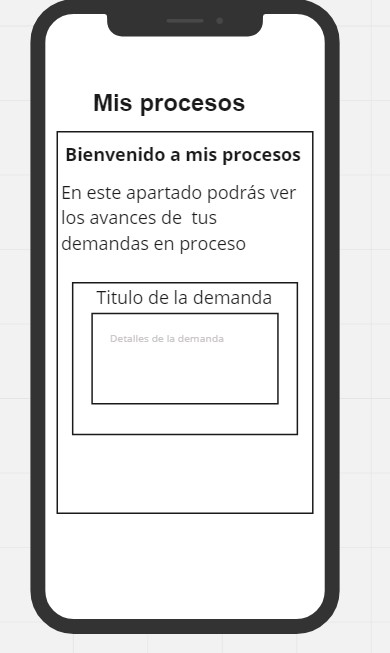 Mis procesos
Bienvenido a mis procesos
En este apartado podrás ver
los avances de  tus
demandas en proceso
Titulo de la demanda
Detalles de la demanda